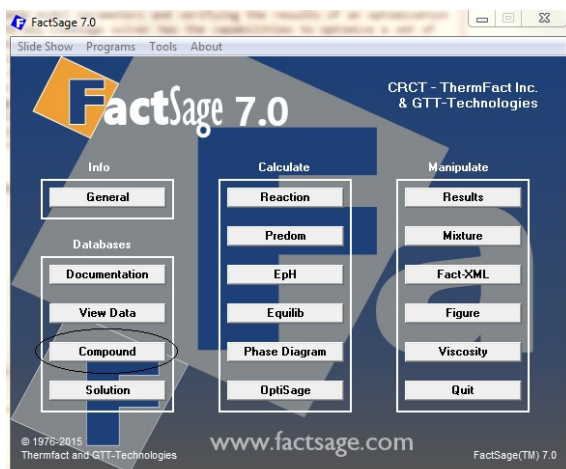 FactSage 7.0
Slide Show Programs Tools About
FactSage 7.0
CRCT - ThermFact Inc.
& GTT-Technologies
Info
General
Databases
Documentation
View Data
Compound
Solution
Calculate
Reaction
Predom
EpH
Equilib
Phase Diagram
OptiSage
Manipulate
Results
Mixture
Fact-XML
Figure
Viscosity
Quit
© 1976-2015
Thermfact and GTT-Technologies
www.factsage.com
FactSage(TM) 7.0